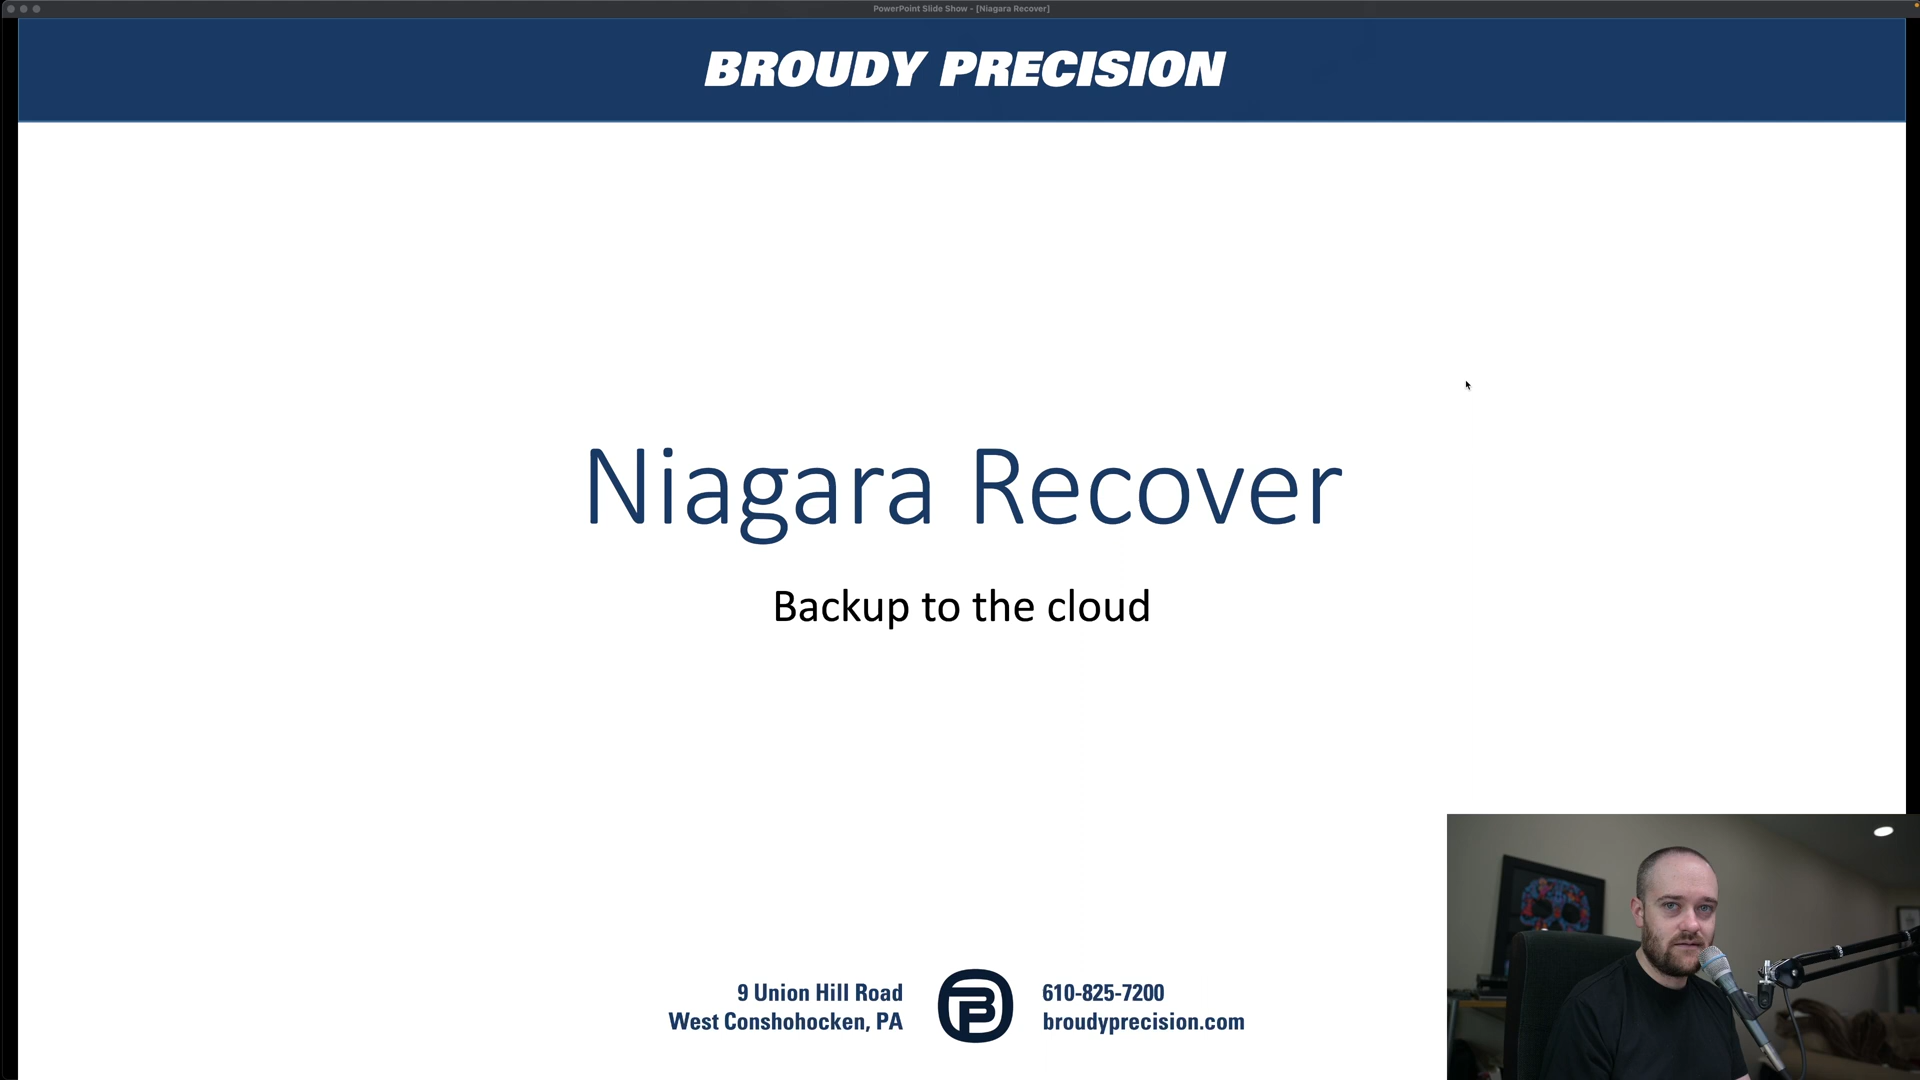 PowerPoint Slide Show - [Niagara Recover]
BROUDY PRECISION
Niagara Recover
Backup to the cloud
9 Union Hill Road
West Conshohocken, PA
610-825-7200
broudyprecision.com